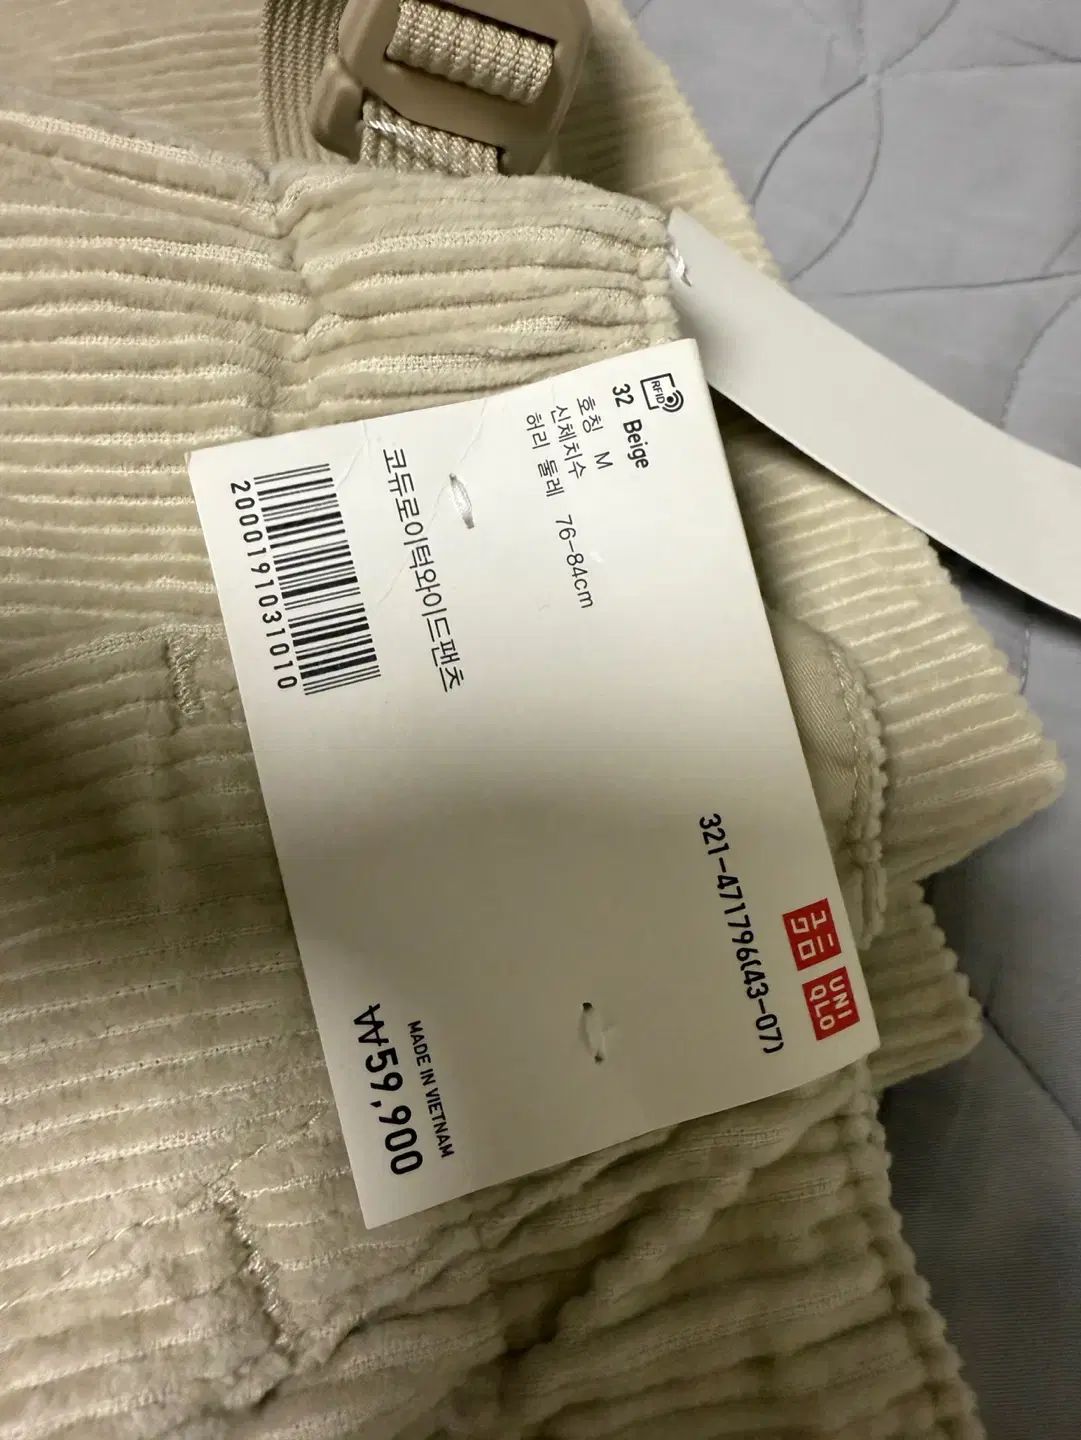 RFID
32 Beige
호칭 M
신체치수
허리 둘레 76-84cm
코듀로이턱와이드팬츠
2000191031010
ユニ
クロ
UNI
QLO
321-471796(43-07)
MADE IN VIETNAM
₩59,900